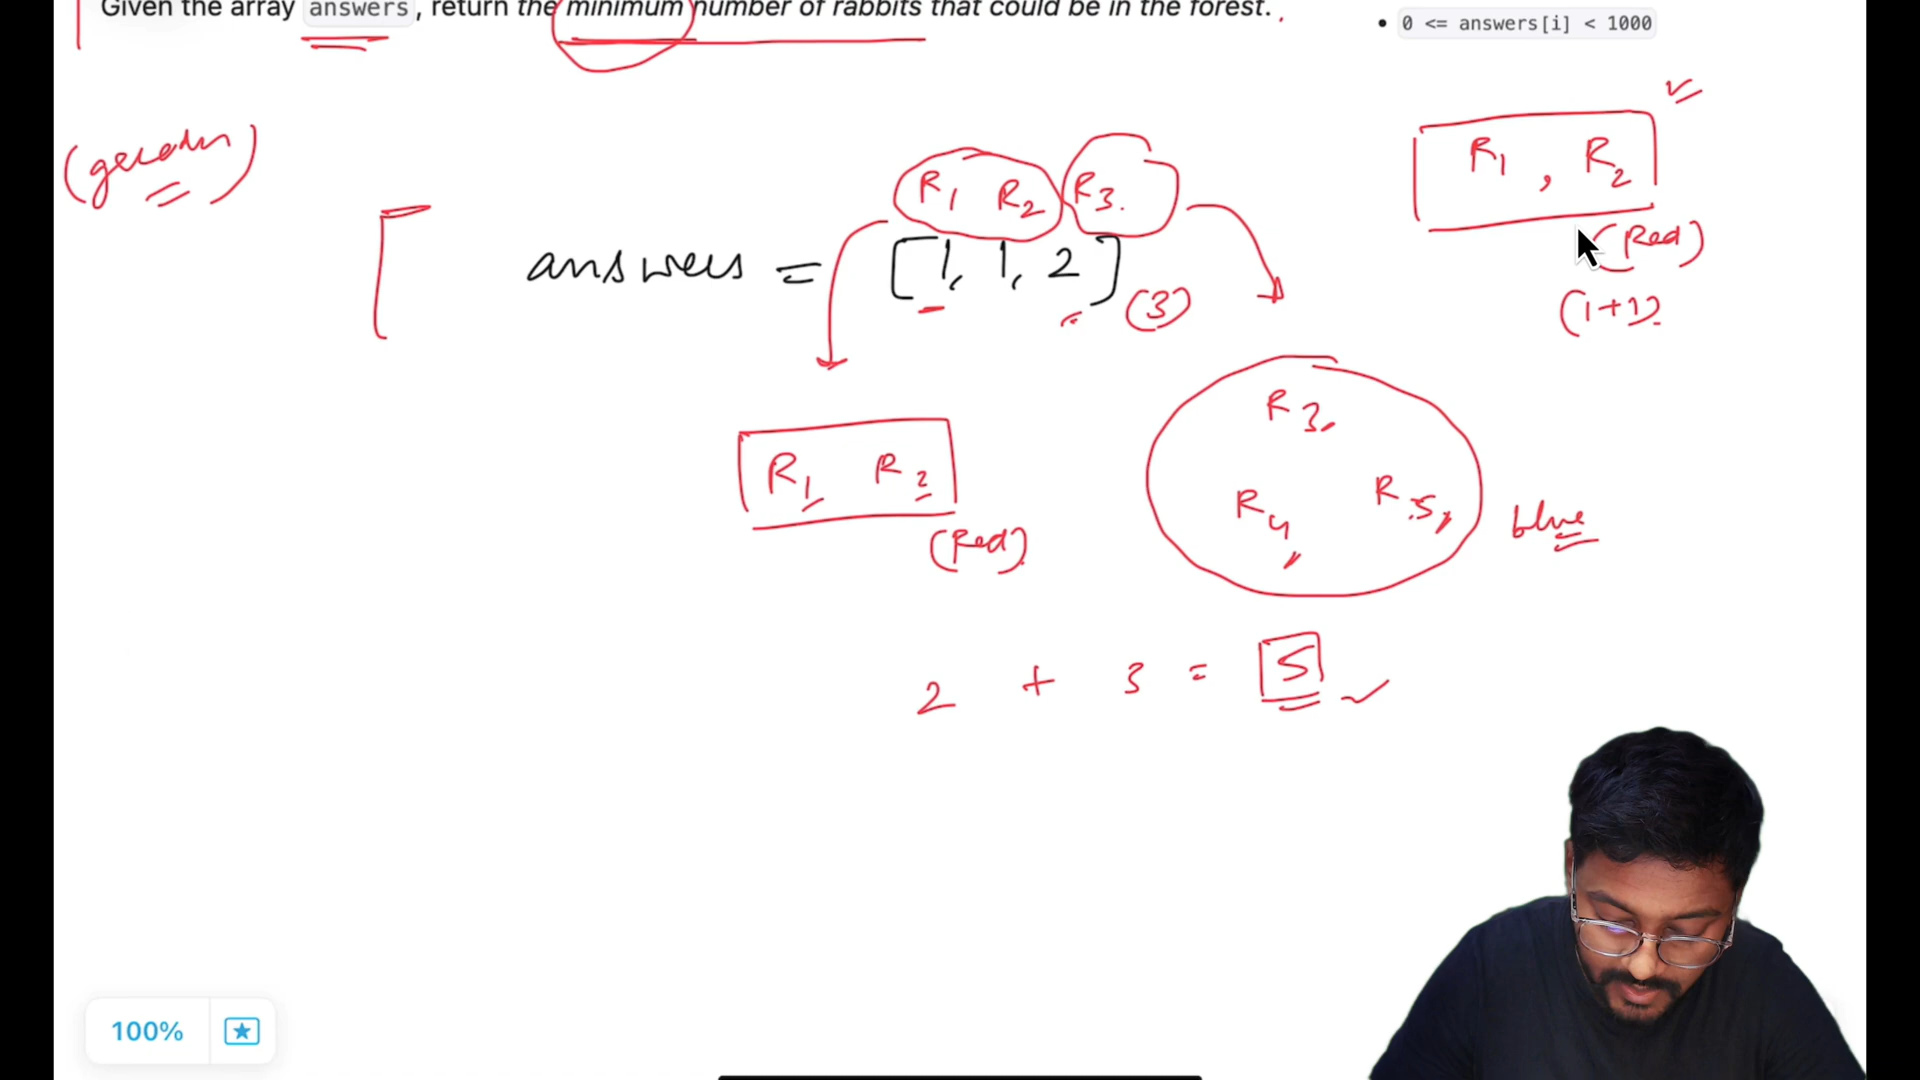 Given the array answers, return the minimum number of rabbits that could be in the forest.
• 0 <= answers[i] < 1000
R1 R2 R3.
R1, R2
(Red)
(1+1).
answers = [1, 1, 2]
(3)
R3
R1 R2
R4 R5
(Red)
blue
2 + 3 = 5
100%